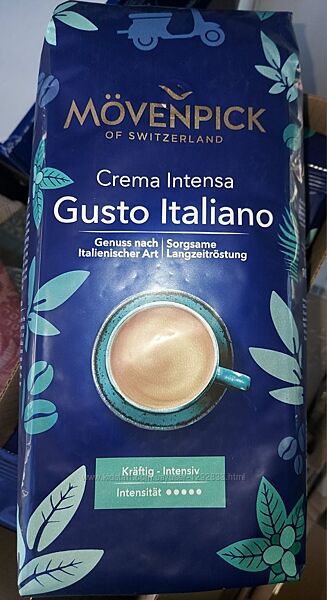 MÖVENPICK
OF SWITZERLAND
Crema Intensa
Gusto Italiano
Genuss nach | Sorgsame
Italienischer Art | Langzeitröstung
Kräftig - Intensiv
Intensität